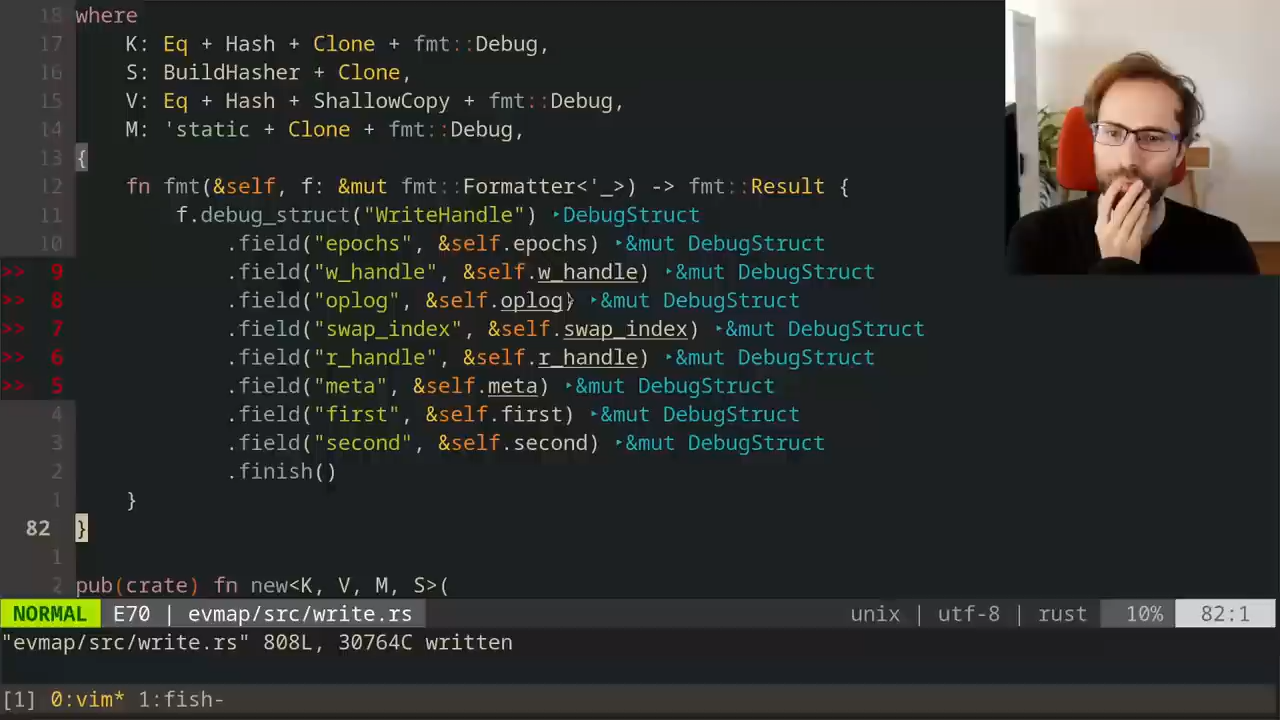 18 where
17     K: Eq + Hash + Clone + fmt::Debug,
16     S: BuildHasher + Clone,
15     V: Eq + Hash + ShallowCopy + fmt::Debug,
14     M: 'static + Clone + fmt::Debug,
13 {
12     fn fmt(&self, f: &mut fmt::Formatter<'_>) -> fmt::Result {
11         f.debug_struct("WriteHandle") ‣DebugStruct
10             .field("epochs", &self.epochs) ‣&mut DebugStruct
>> 9             .field("w_handle", &self.w_handle) ‣&mut DebugStruct
>> 8             .field("oplog", &self.oplog) ‣&mut DebugStruct
>> 7             .field("swap_index", &self.swap_index) ‣&mut DebugStruct
>> 6             .field("r_handle", &self.r_handle) ‣&mut DebugStruct
>> 5             .field("meta", &self.meta) ‣&mut DebugStruct
4             .field("first", &self.first) ‣&mut DebugStruct
3             .field("second", &self.second) ‣&mut DebugStruct
2             .finish()
1     }
82 }
1
2 pub(crate) fn new<K, V, M, S>(
NORMAL E70 | evmap/src/write.rs unix | utf-8 | rust 10% 82:1
"evmap/src/write.rs" 808L, 30764C written
[1] 0:vim* 1:fish-